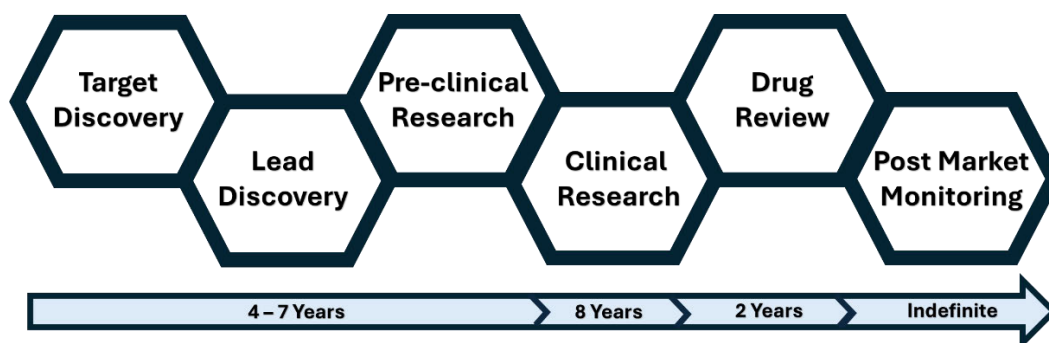 Target
Discovery
Lead
Discovery
Pre-clinical
Research
Clinical
Research
Drug
Review
Post Market
Monitoring
4 – 7 Years
8 Years
2 Years
Indefinite